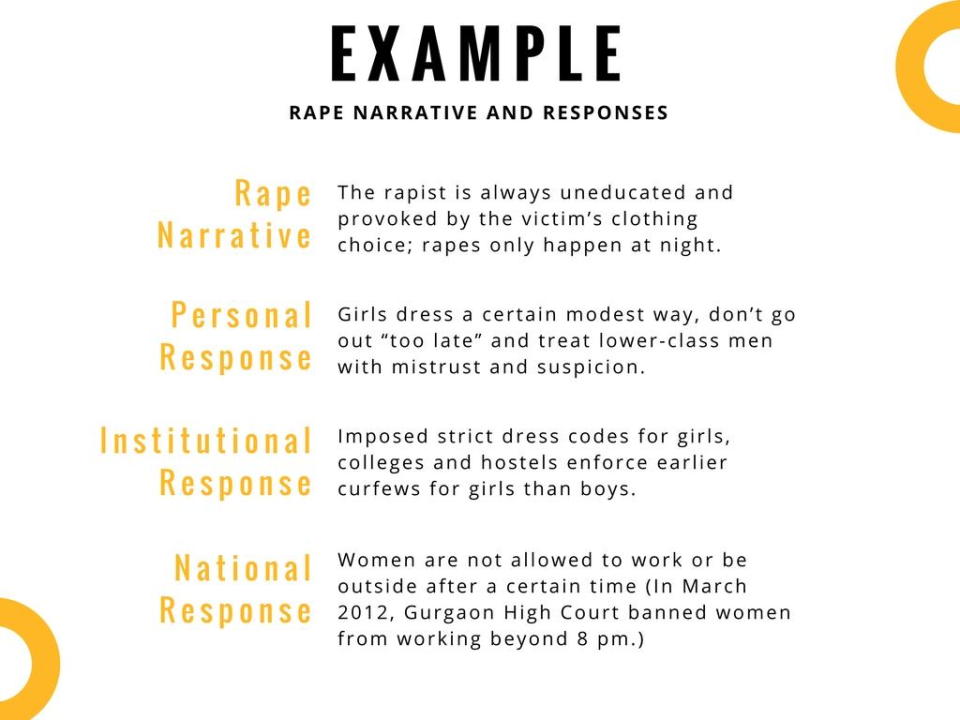 EXAMPLE
RAPE NARRATIVE AND RESPONSES
Rape
Narrative
The rapist is always uneducated and
provoked by the victim’s clothing
choice; rapes only happen at night.
Personal
Response
Girls dress a certain modest way, don’t go
out “too late” and treat lower-class men
with mistrust and suspicion.
Institutional
Response
Imposed strict dress codes for girls,
colleges and hostels enforce earlier
curfews for girls than boys.
National
Response
Women are not allowed to work or be
outside after a certain time (In March
2012, Gurgaon High Court banned women
from working beyond 8 pm.)